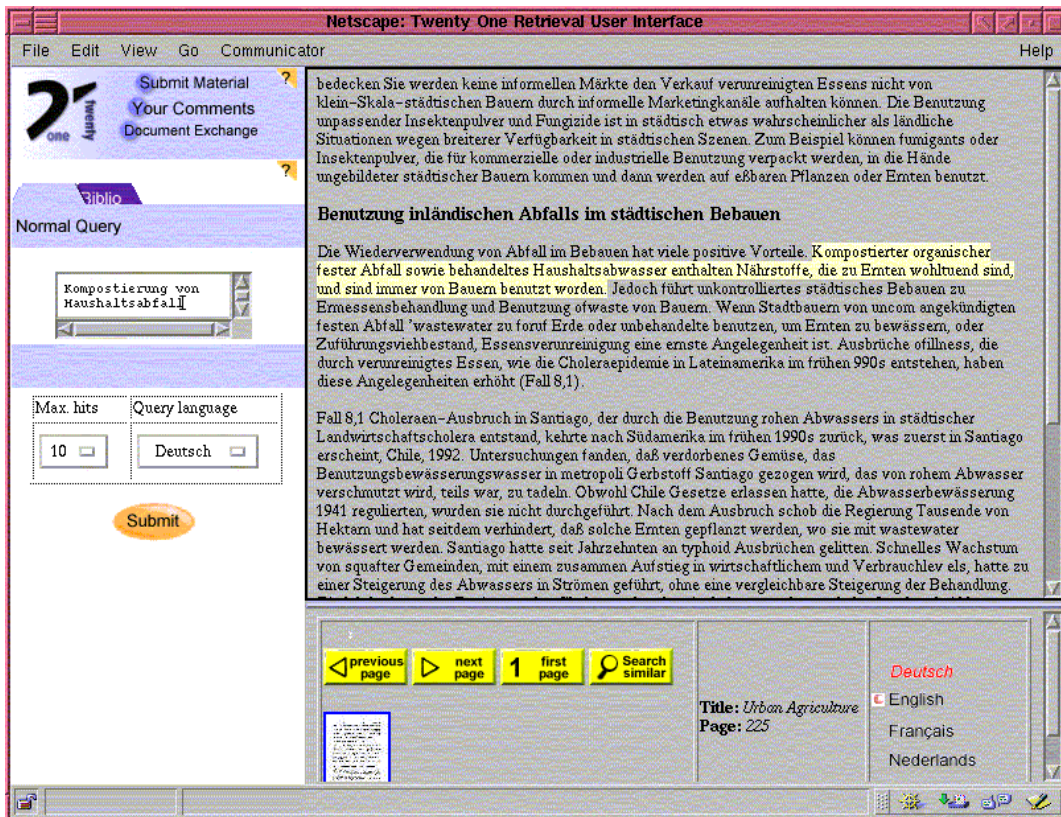 Netscape: Twenty One Retrieval User Interface
File Edit View Go Communicator Help
21
one
twenty
Submit Material
?
Your Comments
Document Exchange
?
Biblio
Normal Query
Kompostierung von
Haushaltsabfall
Max. hits Query language
10 Deutsch
Submit
bedecken Sie werden keine informellen Märkte den Verkauf verunreinigten Essens nicht von
klein-Skala-städtischen Bauern durch informelle Marketingkanäle aufhalten können. Die Benutzung
unpassender Insektenpulver und Fungizide ist in städtisch etwas wahrscheinlicher als ländliche
Situationen wegen breiterer Verfügbarkeit in städtischen Szenen. Zum Beispiel können fumigants oder
Insektenpulver, die für kommerzielle oder industrielle Benutzung verpackt werden, in die Hände
ungebildeter städtischer Bauern kommen und dann werden auf eßbaren Pflanzen oder Ernten benutzt.
Benutzung inländischen Abfalls im städtischen Bebauen
Die Wiederverwendung von Abfall im Bebauen hat viele positive Vorteile. Kompostierter organischer
fester Abfall sowie behandeltes Haushaltsabwasser enthalten Nährstoffe, die zu Ernten wohltuend sind,
und sind immer von Bauern benutzt worden. Jedoch führt unkontrolliertes städtisches Bebauen zu
Ermessensbehandlung und Benutzung ofwaste von Bauern. Wenn Stadtbauern von uncom angekündigten
festen Abfall 'wastewater zu foruf Erde oder unbehandelte benutzen, um Ernten zu bewässern, oder
Zuführungsviehbestand, Essensverunreinigung eine ernste Angelegenheit ist. Ausbrüche ofillness, die
durch verunreinigtes Essen, wie die Choleraepidemie in Lateinamerika im frühen 990s entstehen, haben
diese Angelegenheiten erhöht (Fall 8,1).
Fall 8,1 Choleraen-Ausbruch in Santiago, der durch die Benutzung rohen Abwassers in städtischer
Landwirtschaftscholera entstand, kehrte nach Südamerika im frühen 1990s zurück, was zuerst in Santiago
erscheint, Chile, 1992. Untersuchungen fanden, daß verdorbenes Gemüse, das
Benutzungsbewässerungswasser in metropoli Gerbstoff Santiago gezogen wird, das von rohem Abwasser
verschmutzt wird, teils war, zu tadeln. Obwohl Chile Gesetze erlassen hatte, die Abwasserbewässerung
1941 regulierten, wurden sie nicht durchgeführt. Nach dem Ausbruch schob die Regierung Tausende von
Hektarn und hat seitdem verhindert, daß solche Ernten gepflanzt werden, wo sie mit wastewater
bewässert werden. Santiago hatte seit Jahrzehnten an typhoid Ausbrüchen gelitten. Schnelles Wachstum
von squafter Gemeinden, mit einem zusammen Aufstieg in wirtschaftlichem und Verbrauchlev els, hatte zu
einer Steigerung des Abwassers in Strömen geführt, ohne eine vergleichbare Steigerung der Behandlung.
previous page
next page
1 first page
Search similar
Title: Urban Agriculture
Page: 225
Deutsch
English
Français
Nederlands